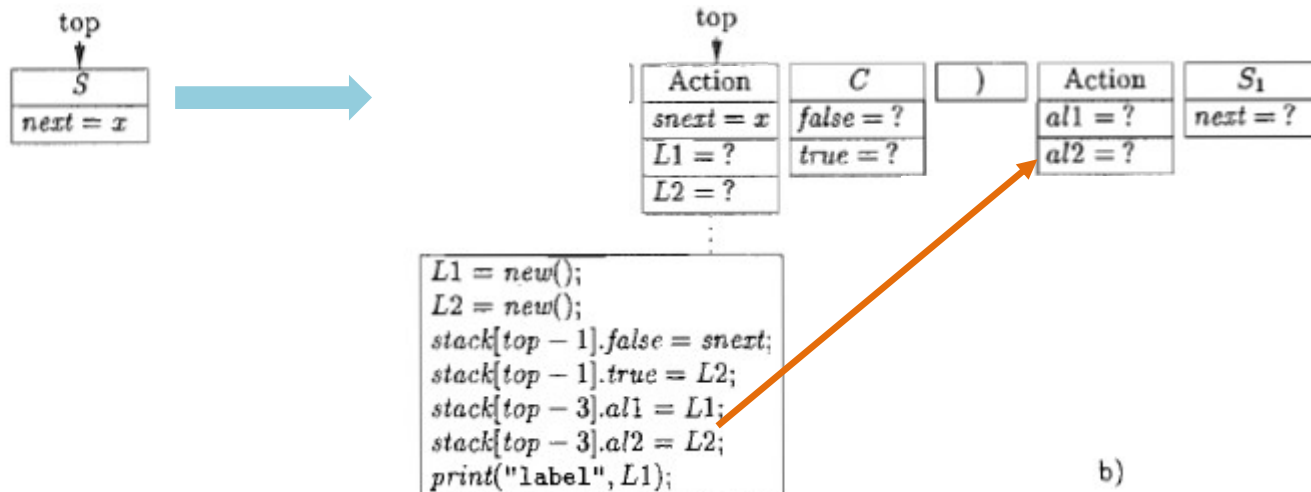 top top
S Action C ) Action S1
next = x snext = x false = ? al1 = ? next = ?
L1 = ? true = ? al2 = ?
L2 = ?
L1 = new();
L2 = new();
stack[top − 1].false = snext;
stack[top − 1].true = L2;
stack[top − 3].al1 = L1;
stack[top − 3].al2 = L2;
print("label", L1);
b)